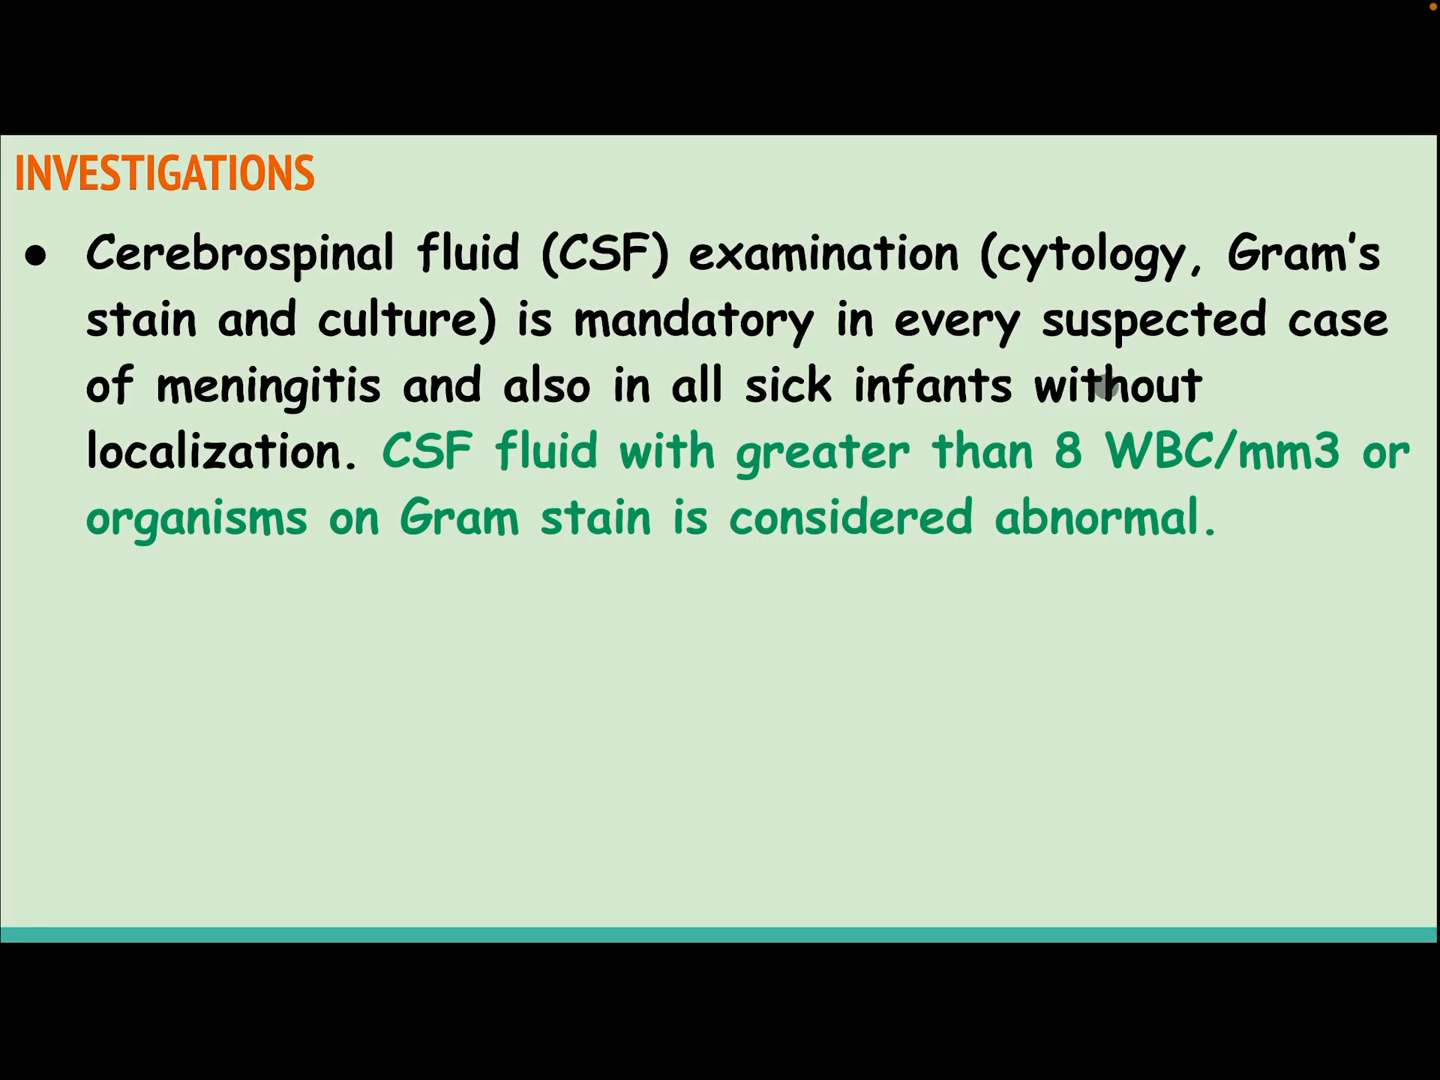 INVESTIGATIONS
● Cerebrospinal fluid (CSF) examination (cytology, Gram’s
stain and culture) is mandatory in every suspected case
of meningitis and also in all sick infants without
localization. CSF fluid with greater than 8 WBC/mm3 or
organisms on Gram stain is considered abnormal.